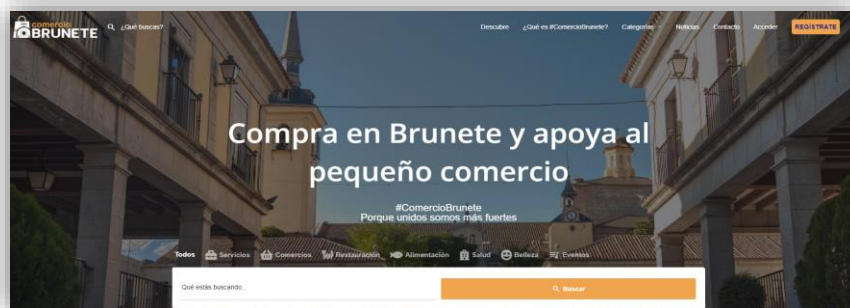 comercio
BRUNETE
¿Qué buscas?
Descubre ¿Qué es #ComercioBrunete? Categorías Noticias Contacto Acceder REGÍSTRATE
Compra en Brunete y apoya al
pequeño comercio
#ComercioBrunete
Porque unidos somos más fuertes
Todos Servicios Comercios Restauración Alimentación Salud Belleza Eventos
Qué estás buscando...
Buscar